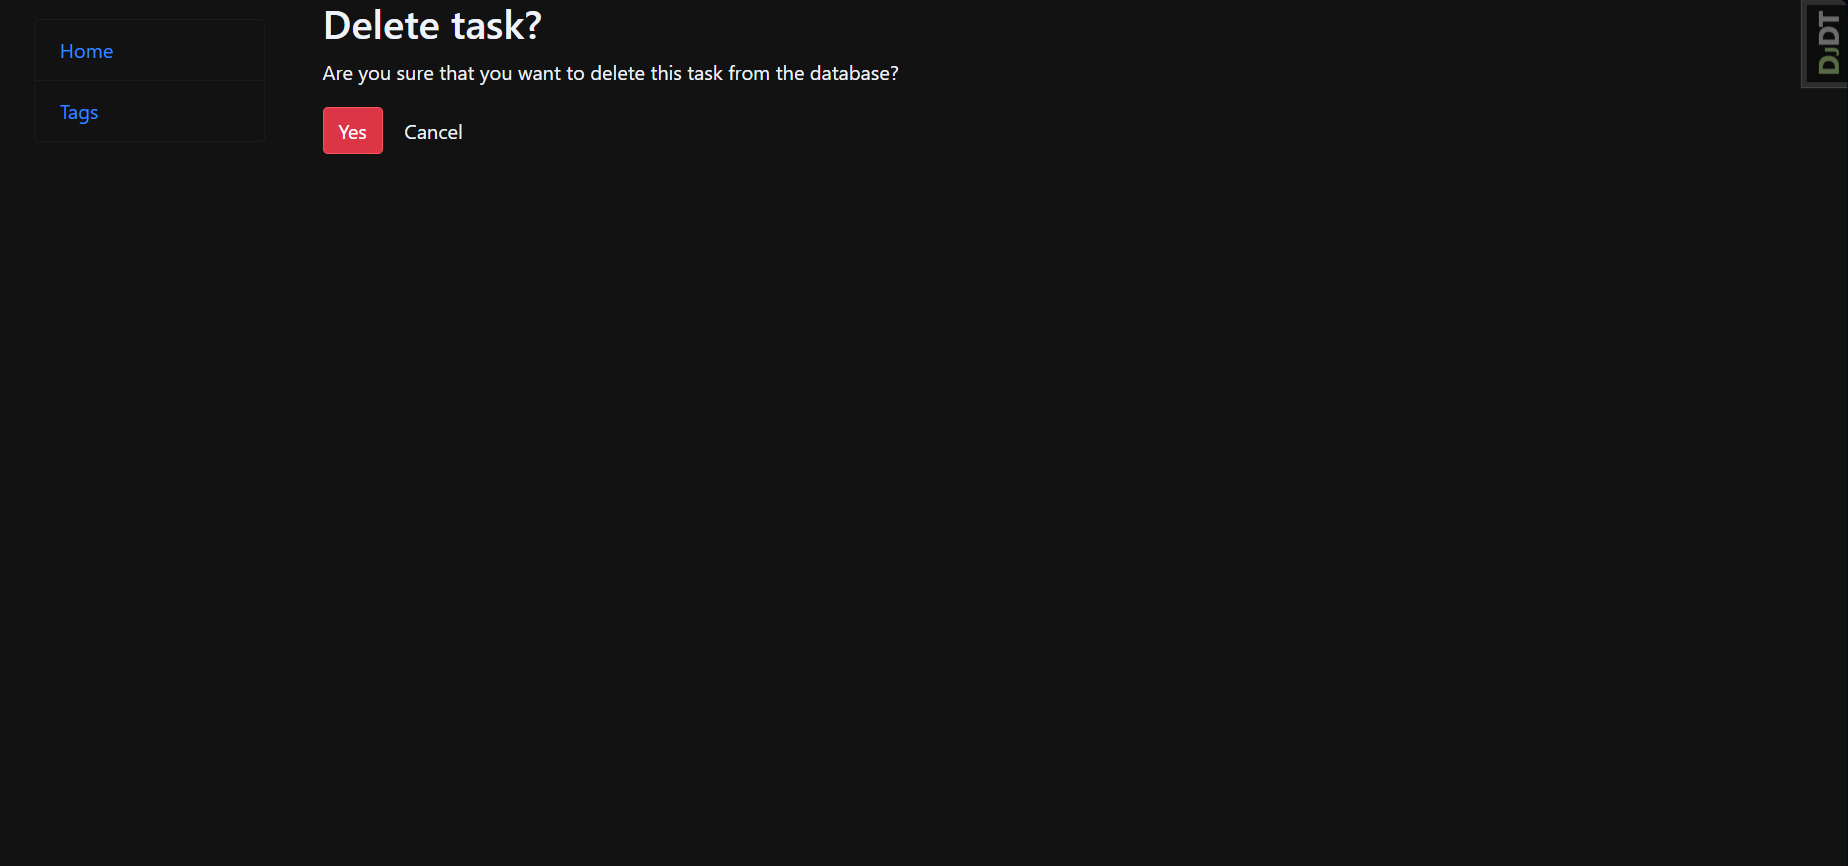 Home
Tags
Delete task?
Are you sure that you want to delete this task from the database?
Yes Cancel
DjDT